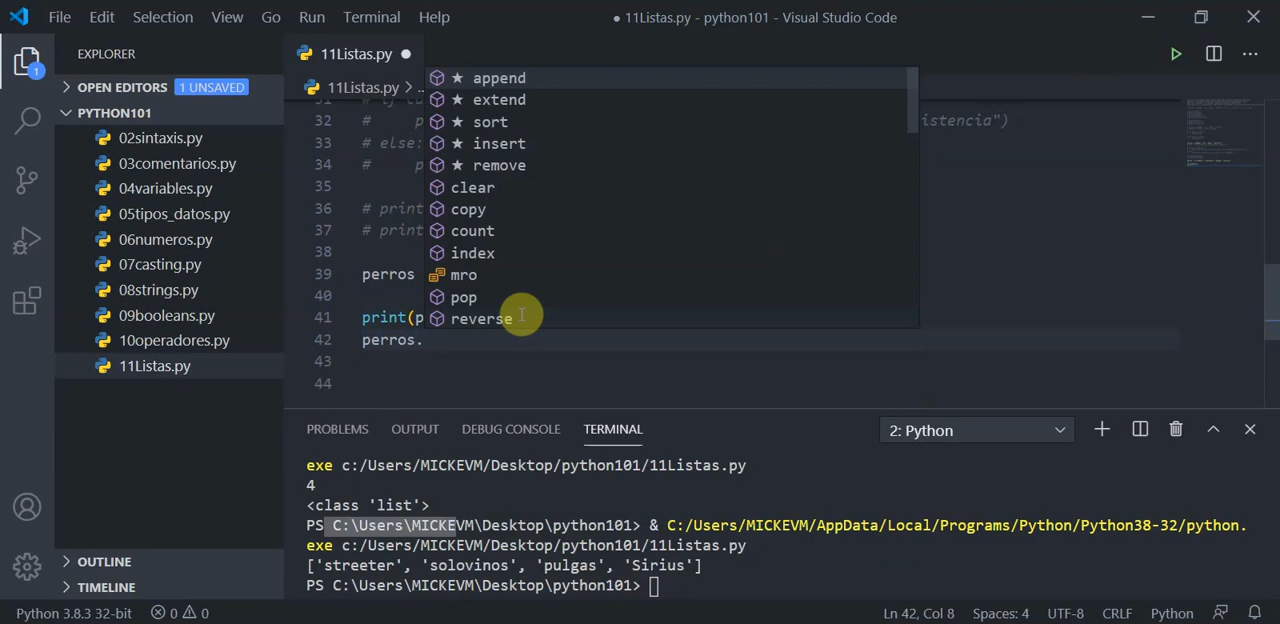 File Edit Selection View Go Run Terminal Help
● 11Listas.py - python101 - Visual Studio Code
EXPLORER
OPEN EDITORS 1 UNSAVED
PYTHON101
02sintaxis.py
03comentarios.py
04variables.py
05tipos_datos.py
06numeros.py
07casting.py
08strings.py
09booleans.py
10operadores.py
11Listas.py
OUTLINE
TIMELINE
1
11Listas.py ●
11Listas.py > ..
32 # p istencia")
33 # else:
34 # p
35
36 # print
37 # print
38
39 perros
40
41 print(p
42 perros.
43
44
★ append
★ extend
★ sort
★ insert
★ remove
clear
copy
count
index
mro
pop
reverse
PROBLEMS OUTPUT DEBUG CONSOLE TERMINAL 2: Python
exe c:/Users/MICKEVM/Desktop/python101/11Listas.py
4
<class 'list'>
PS C:\Users\MICKEVM\Desktop\python101> & C:/Users/MICKEVM/AppData/Local/Programs/Python/Python38-32/python.
exe c:/Users/MICKEVM/Desktop/python101/11Listas.py
['streeter', 'solovinos', 'pulgas', 'Sirius']
PS C:\Users\MICKEVM\Desktop\python101>
Python 3.8.3 32-bit 0 0 Ln 42, Col 8 Spaces: 4 UTF-8 CRLF Python